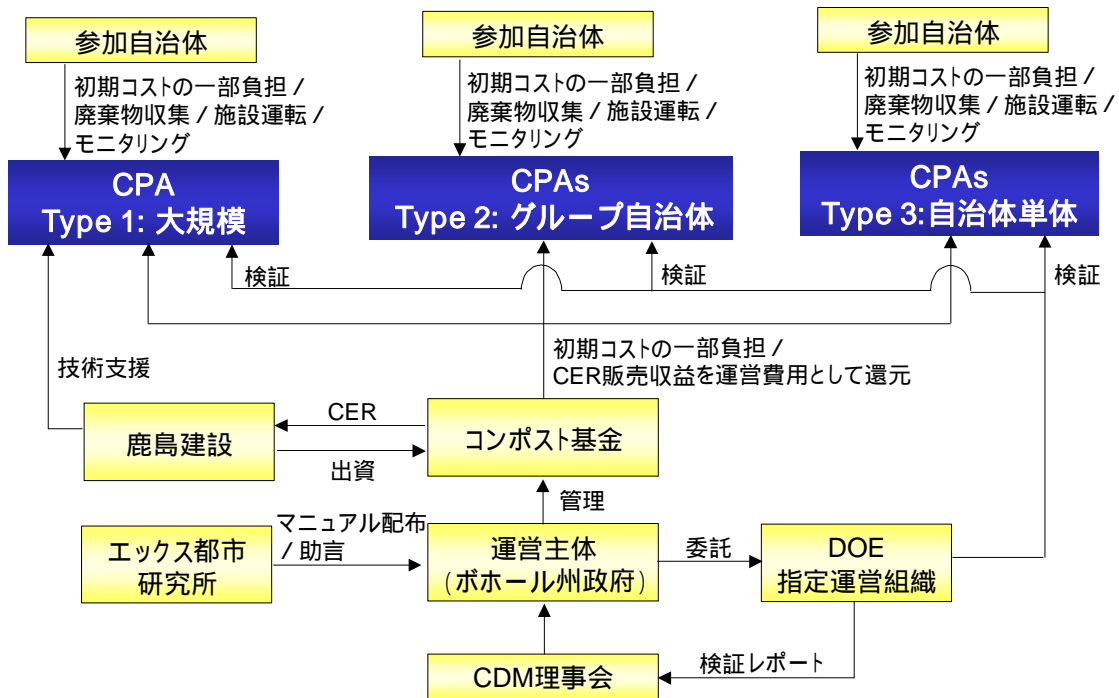 参加自治体
参加自治体
参加自治体
初期コストの一部負担 /
廃棄物収集 / 施設運転 /
モニタリング
初期コストの一部負担 /
廃棄物収集 / 施設運転 /
モニタリング
初期コストの一部負担 /
廃棄物収集 / 施設運転 /
モニタリング
CPA
Type 1: 大規模
CPAs
Type 2: グループ自治体
CPAs
Type 3:自治体単体
検証
検証
検証
技術支援
初期コストの一部負担 /
CER販売収益を運営費用として還元
鹿島建設
CER
出資
コンポスト基金
管理
エックス都市
研究所
マニュアル配布
/ 助言
運営主体
(ボホール州政府)
委託
DOE
指定運営組織
CDM理事会
検証レポート